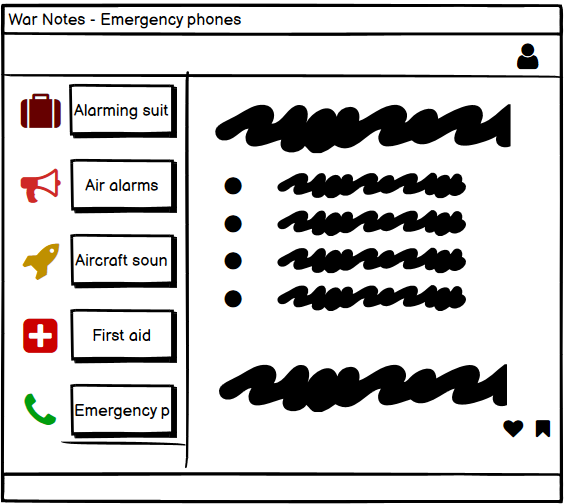 War Notes - Emergency phones
Alarming suit
Air alarms
Aircraft soun
First aid
Emergency p